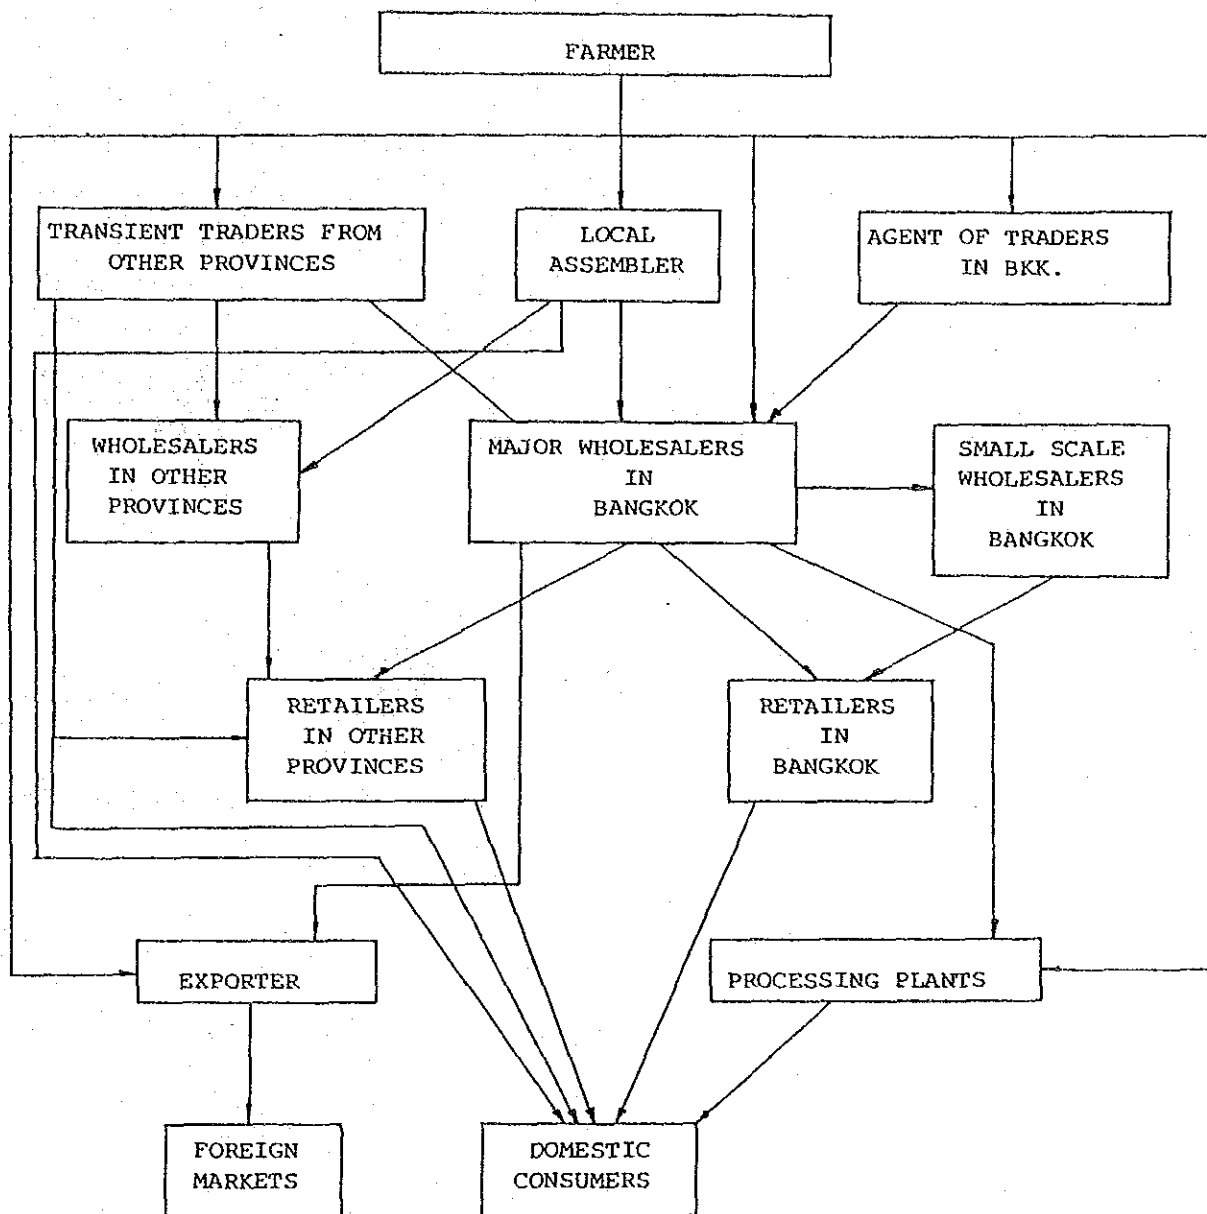 FARMER
TRANSIENT TRADERS FROM
OTHER PROVINCES
LOCAL
ASSEMBLER
AGENT OF TRADERS
IN BKK.
WHOLESALERS
IN OTHER
PROVINCES
MAJOR WHOLESALERS
IN
BANGKOK
SMALL SCALE
WHOLESALERS
IN
BANGKOK
RETAILERS
IN OTHER
PROVINCES
RETAILERS
IN
BANGKOK
EXPORTER
PROCESSING PLANTS
FOREIGN
MARKETS
DOMESTIC
CONSUMERS